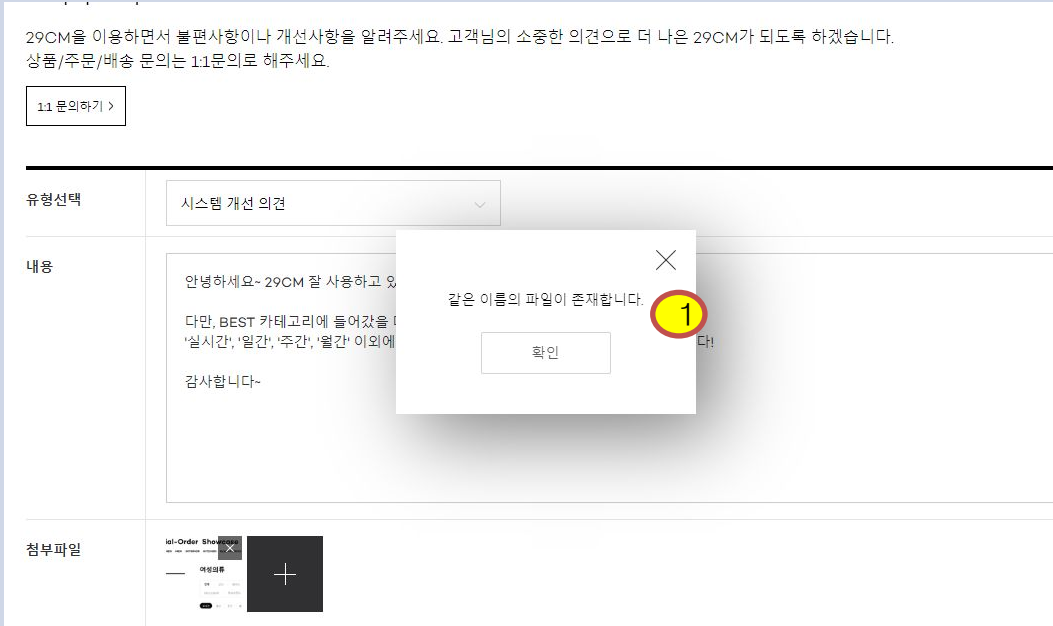 29CM을 이용하면서 불편사항이나 개선사항을 알려주세요. 고객님의 소중한 의견으로 더 나은 29CM가 되도록 하겠습니다.
상품/주문/배송 문의는 1:1문의로 해주세요.
1:1 문의하기 >
유형선택
시스템 개선 의견
내용
안녕하세요~ 29CM 잘 사용하고 있
다만, BEST 카테고리에 들어갔을
'실시간', '일간', '주간', '월간' 이외에
다!
감사합니다~
같은 이름의 파일이 존재합니다.
1
확인
첨부파일
ial-Order Showcase
여성의류